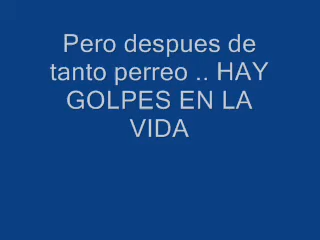 Pero despues de
tanto perreo .. HAY
GOLPES EN LA
VIDA